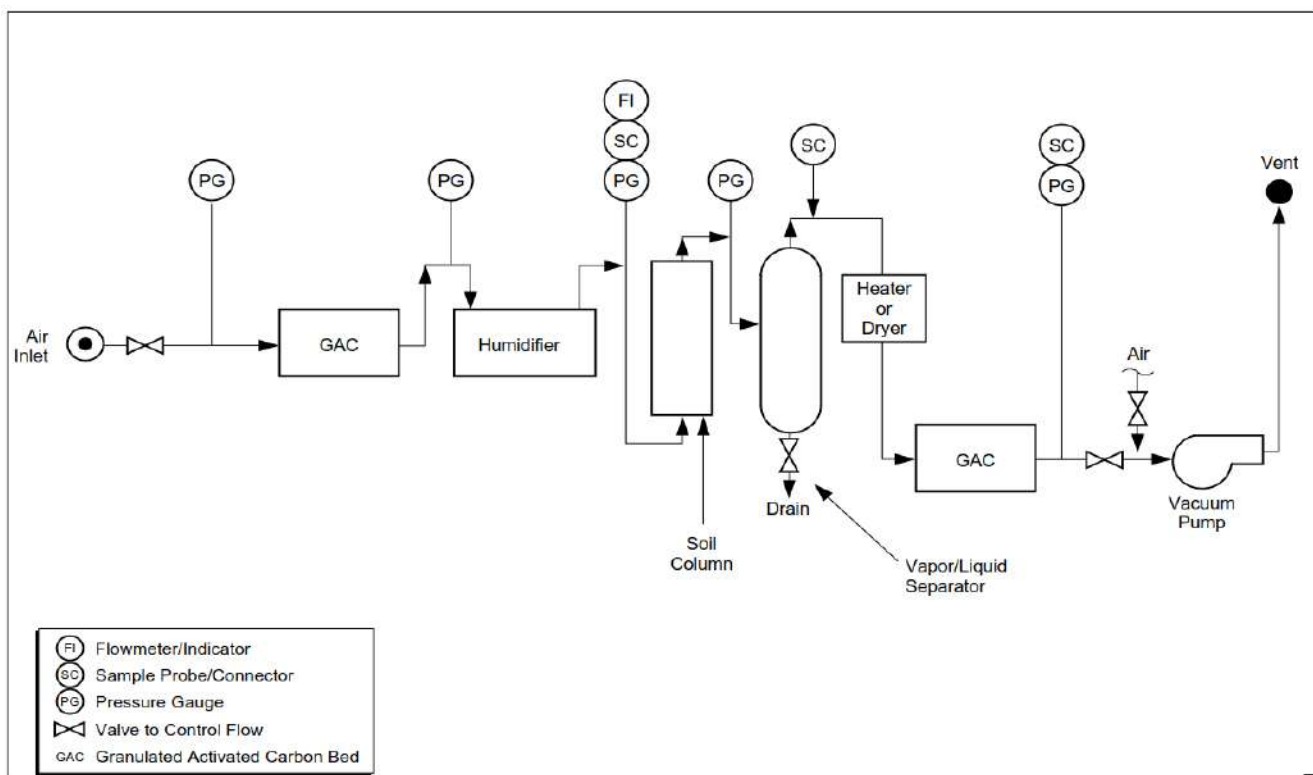 FI
SC
PG
PG
PG
PG
SC
SC
PG
Vent
Air
Inlet
GAC
Humidifier
Heater
or
Dryer
Air
GAC
Drain
Vacuum
Pump
Soil
Column
Vapor/Liquid
Separator
FI Flowmeter/Indicator
SC Sample Probe/Connector
PG Pressure Gauge
Valve to Control Flow
GAC Granulated Activated Carbon Bed